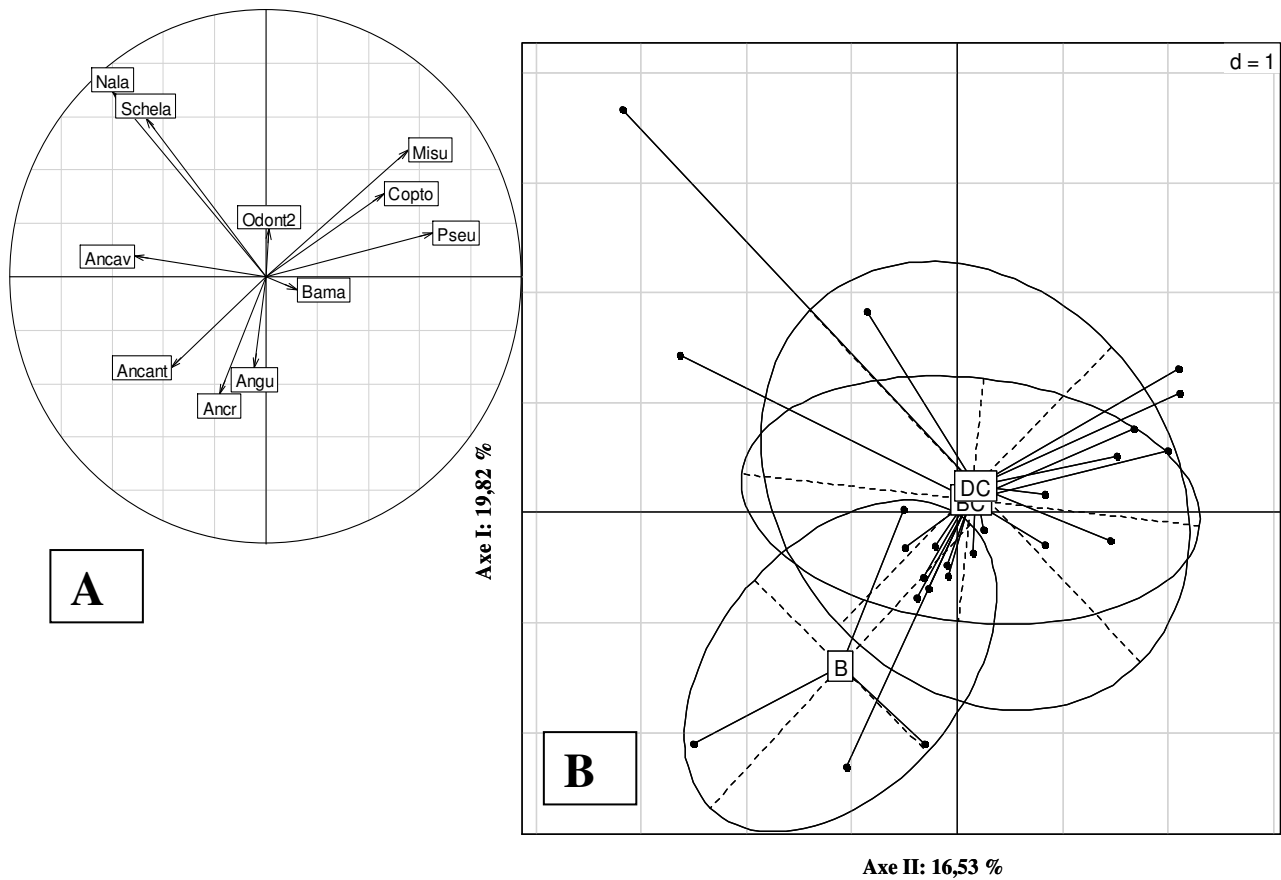 Nala
Schela
Misu
Copto
Odont2
Pseu
Ancav
Bama
Ancant
Angu
Ancr
A
Axe I: 19,82 %
d = 1
DC
BC
B
B
Axe II: 16,53 %